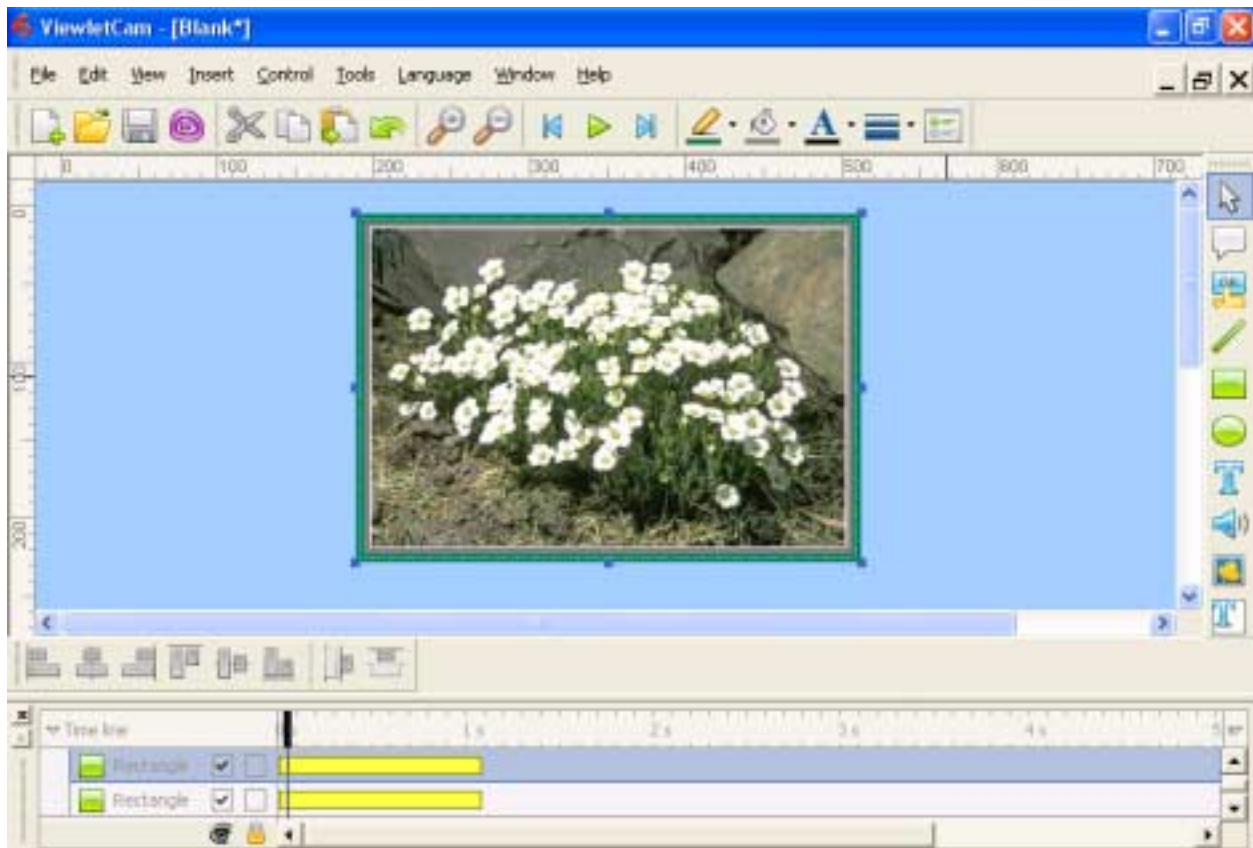 ViewletCam - [Blank*]
File Edit View Insert Control Tools Language Window Help
0 100 200 300 400 500 600 700
0
100
200
Time line 1 s 2 s 3 s 4 s 5
Rectangle
Rectangle